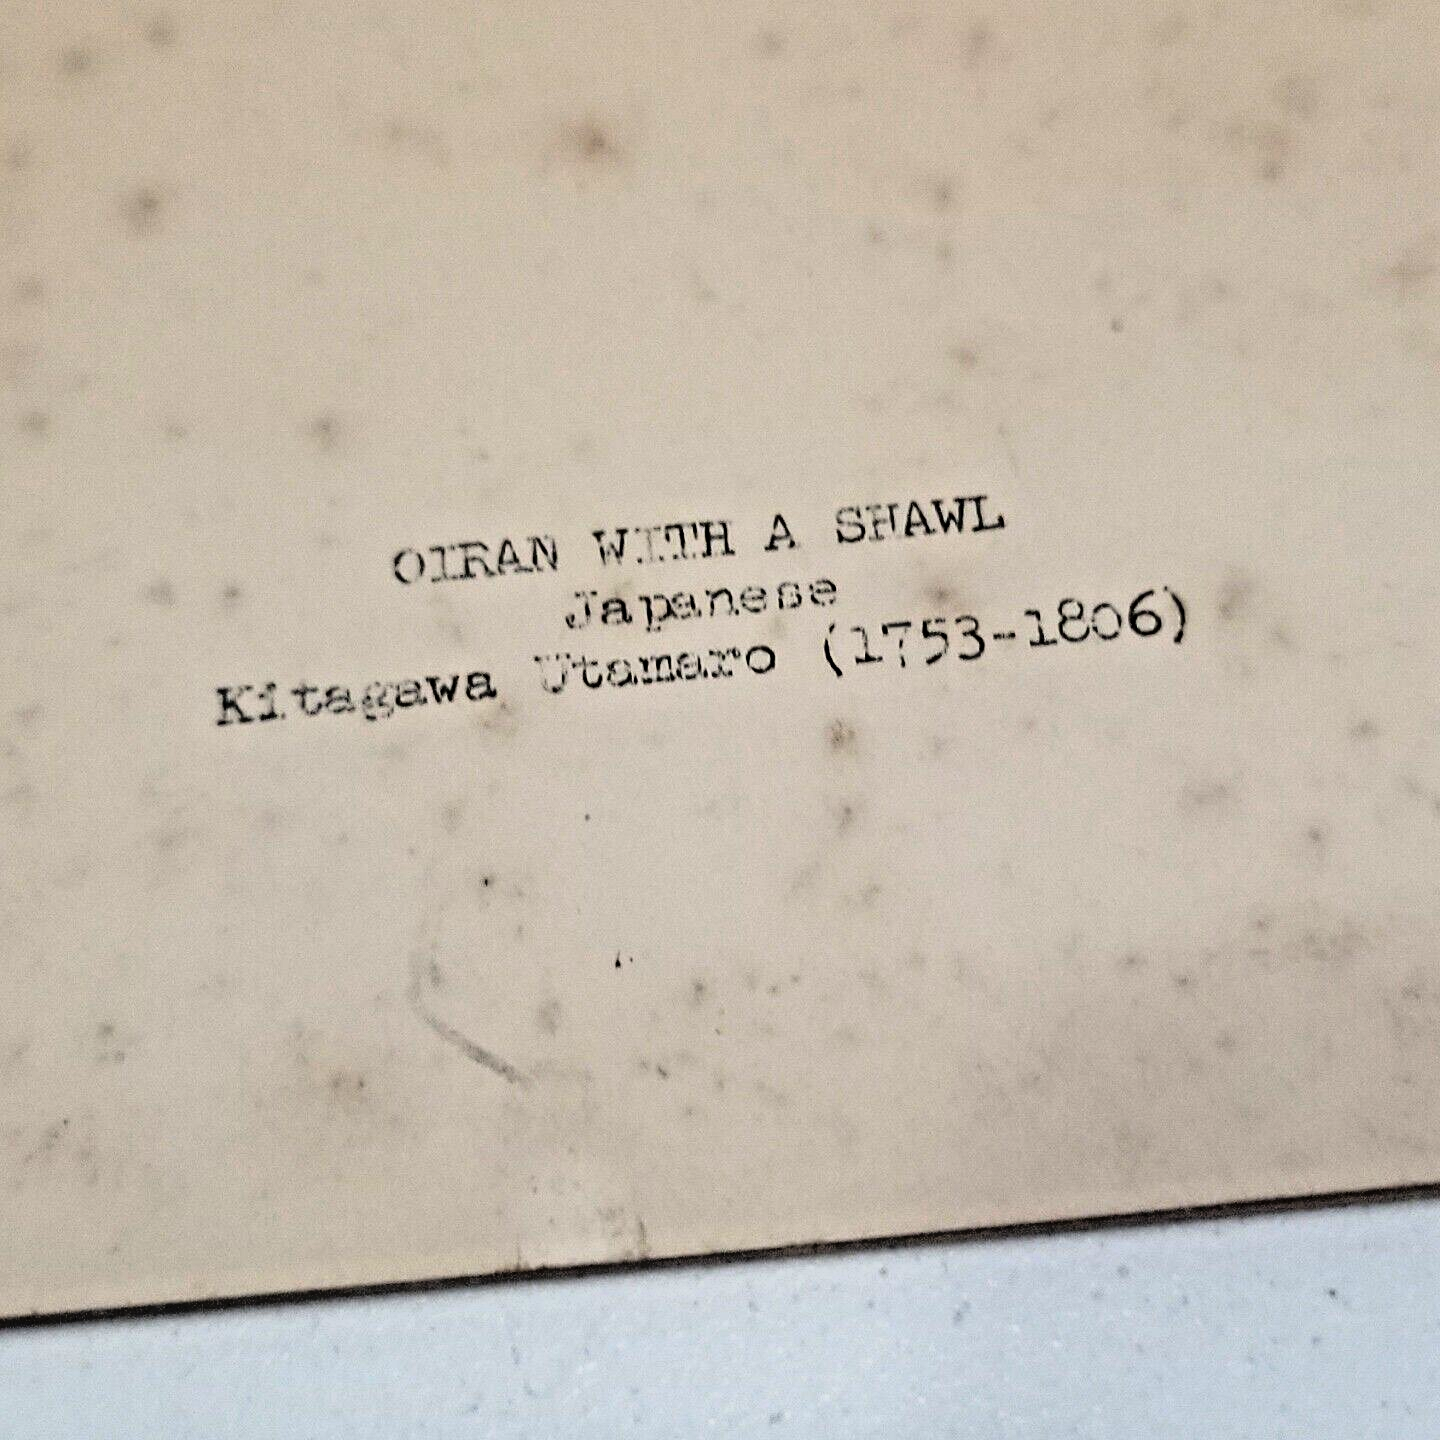 OIRAN WITH A SHAWL
Japanese
Kitagawa Utamaro (1753-1806)